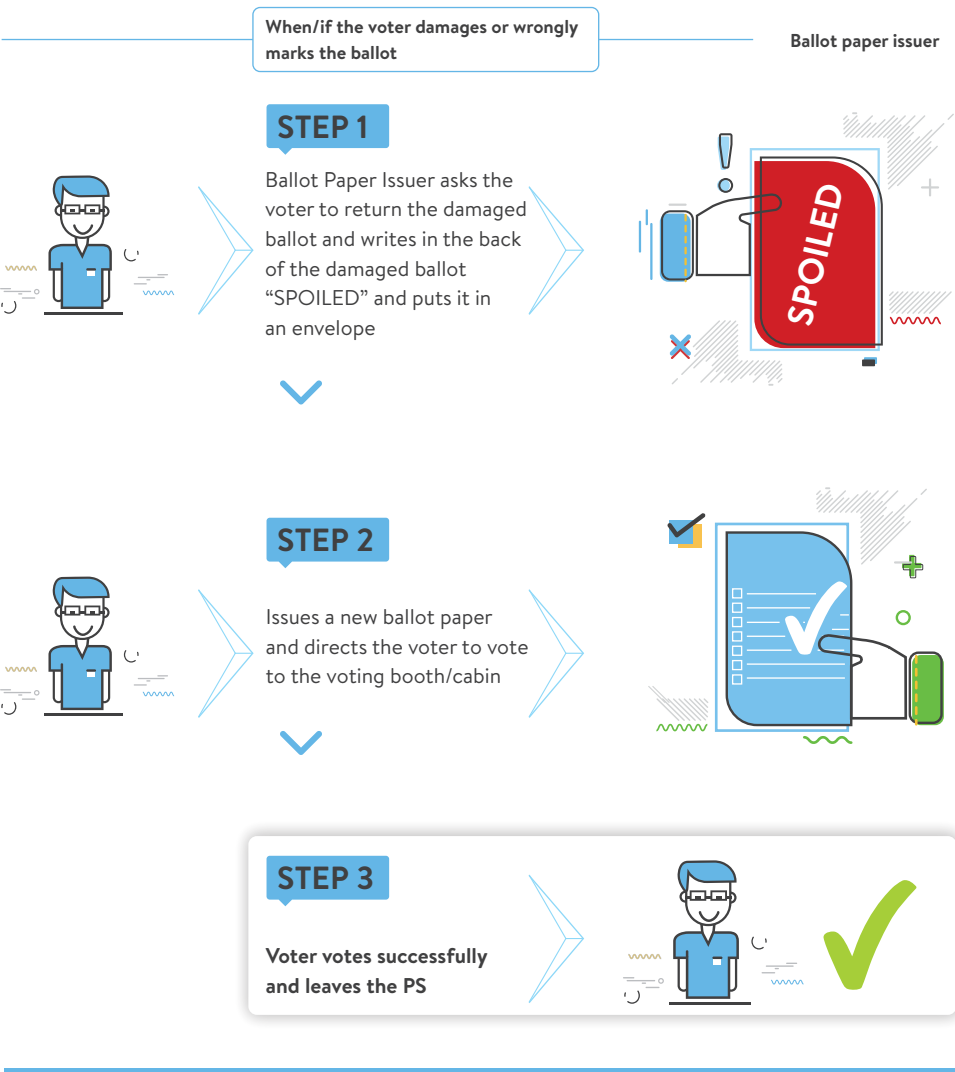 When/if the voter damages or wrongly
marks the ballot
Ballot paper issuer
STEP 1
Ballot Paper Issuer asks the
voter to return the damaged
ballot and writes in the back
of the damaged ballot
“SPOILED” and puts it in
an envelope
SPOILED
STEP 2
Issues a new ballot paper
and directs the voter to vote
to the voting booth/cabin
STEP 3
Voter votes successfully
and leaves the PS